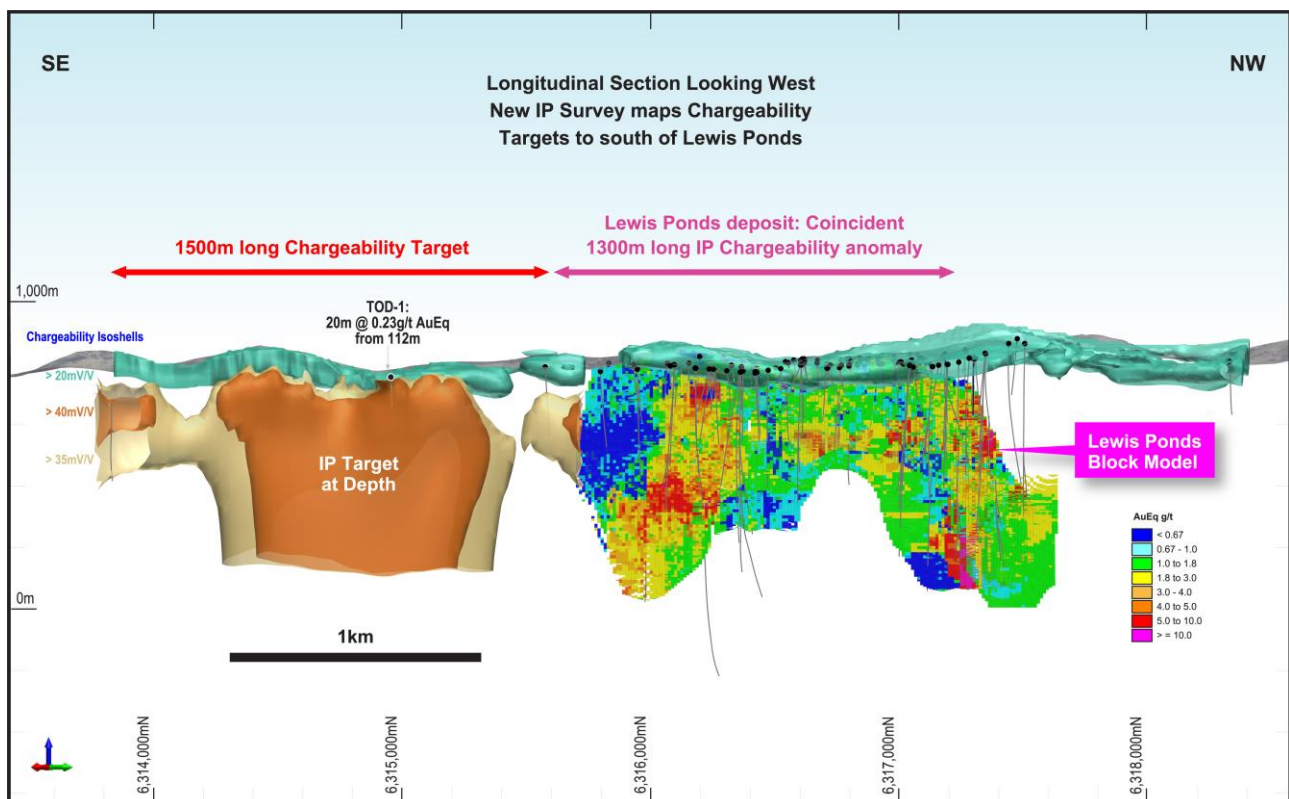 SE
NW
Longitudinal Section Looking West
New IP Survey maps Chargeability
Targets to south of Lewis Ponds
Lewis Ponds deposit: Coincident
1300m long IP Chargeability anomaly
1500m long Chargeability Target
1,000m
TOD-1:
20m @ 0.23g/t AuEq
from 112m
Chargeability Isoshells
> 20mV/V
> 40mV/V
> 35mV/V
IP Target
at Depth
Lewis Ponds
Block Model
AuEq g/t
< 0.67
0.67 - 1.0
1.0 to 1.8
1.8 to 3.0
3.0 - 4.0
4.0 to 5.0
5.0 to 10.0
> = 10.0
0m
1km
6,314,000mN
6,315,000mN
6,316,000mN
6,317,000mN
6,318,000mN